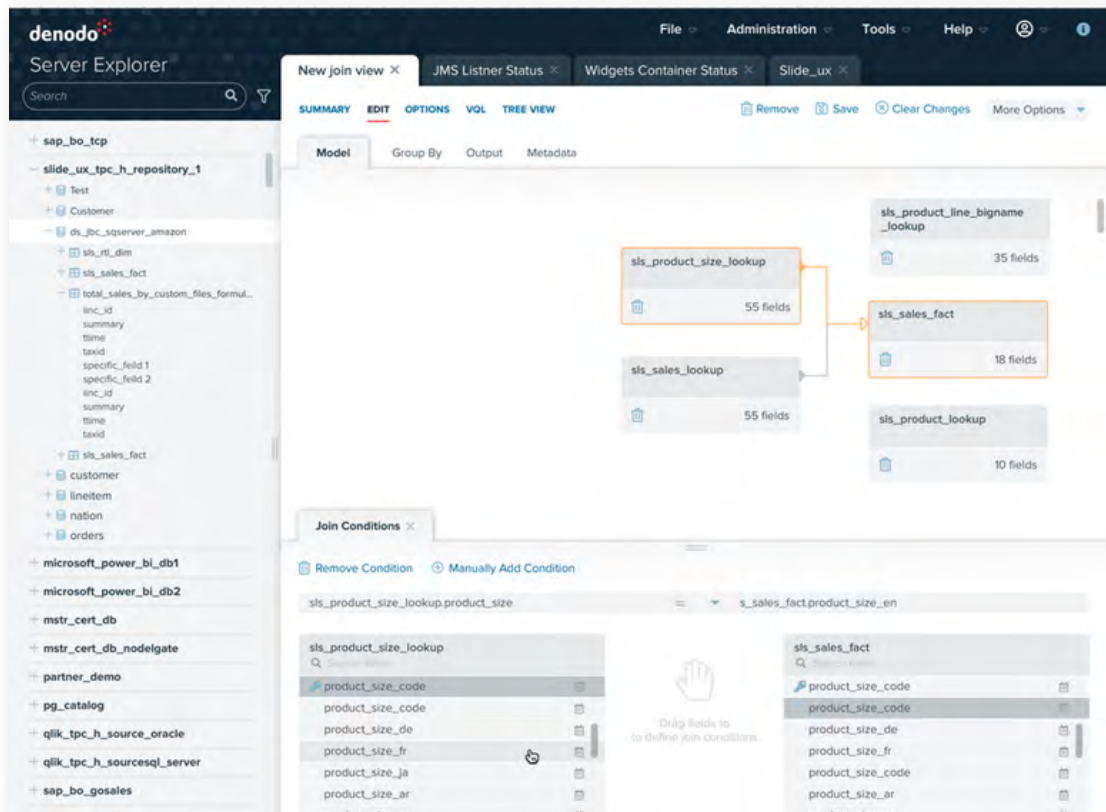 denodo
File
Administration
Tools
Help
Server Explorer
Search
New join view
JMS Listner Status
Widgets Container Status
Slide_ux
SUMMARY
EDIT
OPTIONS
VQL
TREE VIEW
Remove
Save
Clear Changes
More Options
Model
Group By
Output
Metadata
sap_bo_tcp
slide_ux_tpc_h_repository_1
Test
Customer
ds_jbc_sqserver_amazon
sls_rtl_dim
sls_sales_fact
total_sales_by_custom_files_formul...
linc_id
summary
ttime
taxid
specific_feild 1
specific_feild 2
linc_id
summary
ttime
taxid
sls_sales_fact
customer
lineitem
nation
orders
microsoft_power_bi_db1
microsoft_power_bi_db2
mstr_cert_db
mstr_cert_db_nodelgate
partner_demo
pg_catalog
qlik_tpc_h_source_oracle
qlik_tpc_h_sourcesql_server
sap_bo_gosales
sls_product_size_lookup
55 fields
sls_sales_lookup
55 fields
sls_product_line_bigname
_lookup
35 fields
sls_sales_fact
18 fields
sls_product_lookup
10 fields
Join Conditions
Remove Condition
Manually Add Condition
sls_product_size_lookup.product_size
=
s_sales_fact.product_size_en
sls_product_size_lookup
product_size_code
product_size_code
product_size_de
product_size_fr
product_size_ja
product_size_ar
Drag fields to
to define join conditions.
sls_sales_fact
product_size_code
product_size_code
product_size_de
product_size_fr
product_size_code
product_size_ar